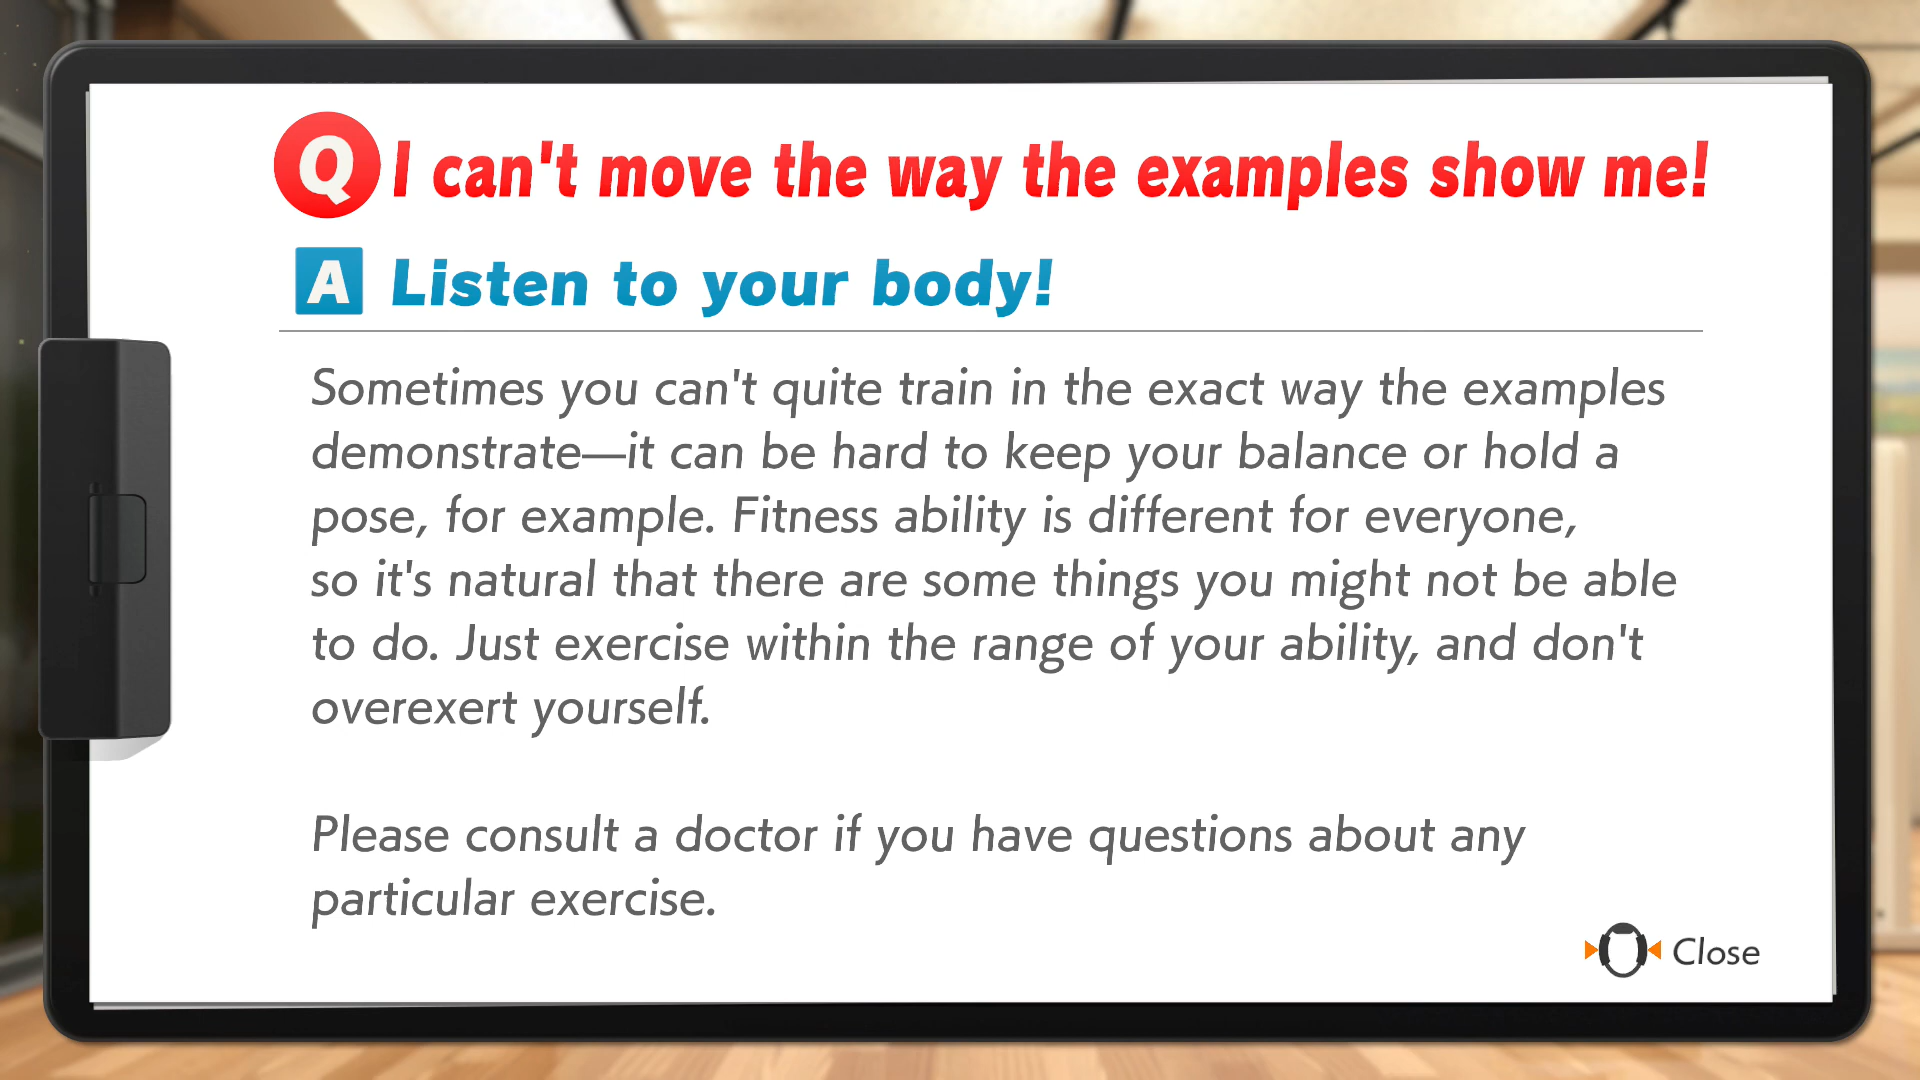 Q I can't move the way the examples show me!
A Listen to your body!
Sometimes you can't quite train in the exact way the examples
demonstrate—it can be hard to keep your balance or hold a
pose, for example. Fitness ability is different for everyone,
so it's natural that there are some things you might not be able
to do. Just exercise within the range of your ability, and don't
overexert yourself.
Please consult a doctor if you have questions about any
particular exercise.
Close